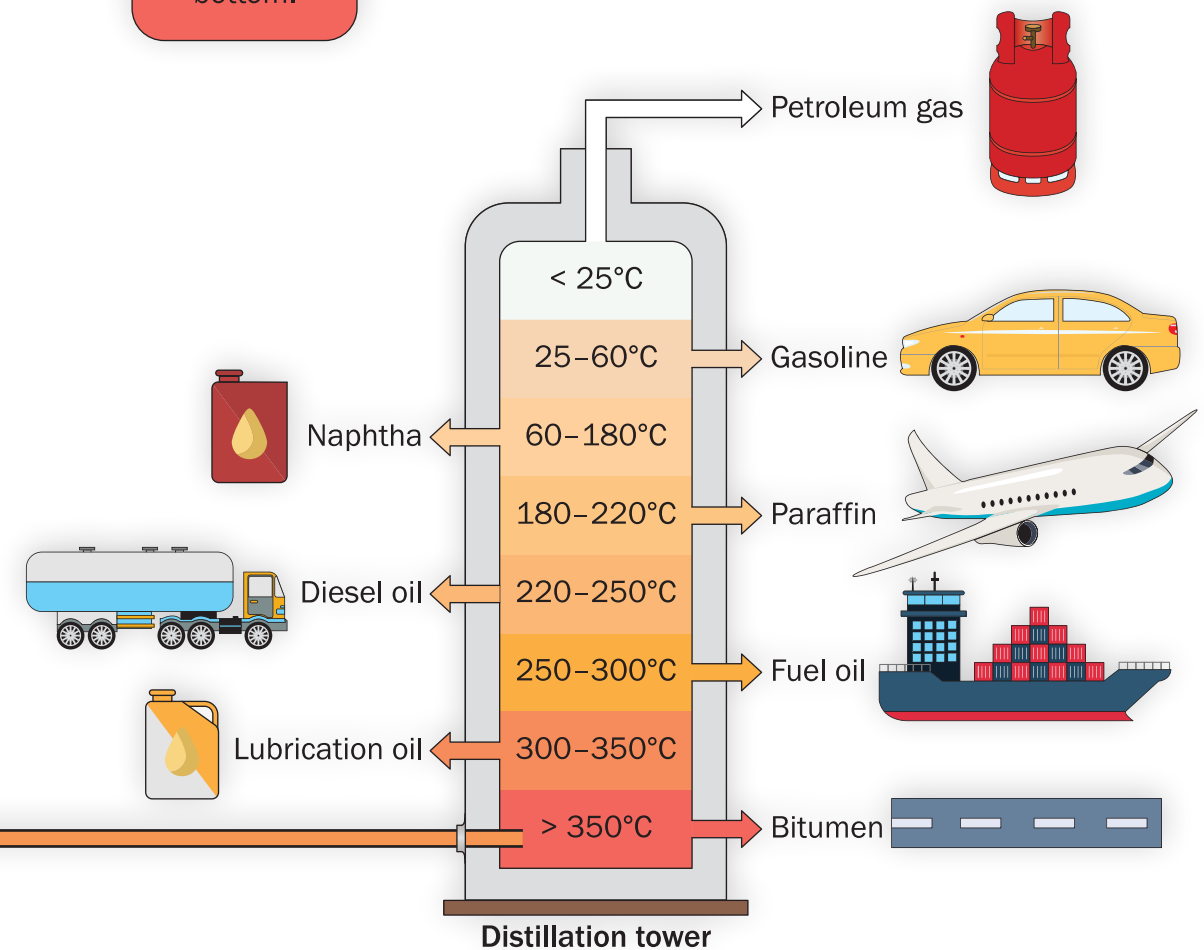 bottom.
Petroleum gas
< 25°C
25–60°C
Gasoline
Naphtha
60–180°C
180–220°C
Paraffin
Diesel oil
220–250°C
250–300°C
Fuel oil
Lubrication oil
300–350°C
> 350°C
Bitumen
Distillation tower